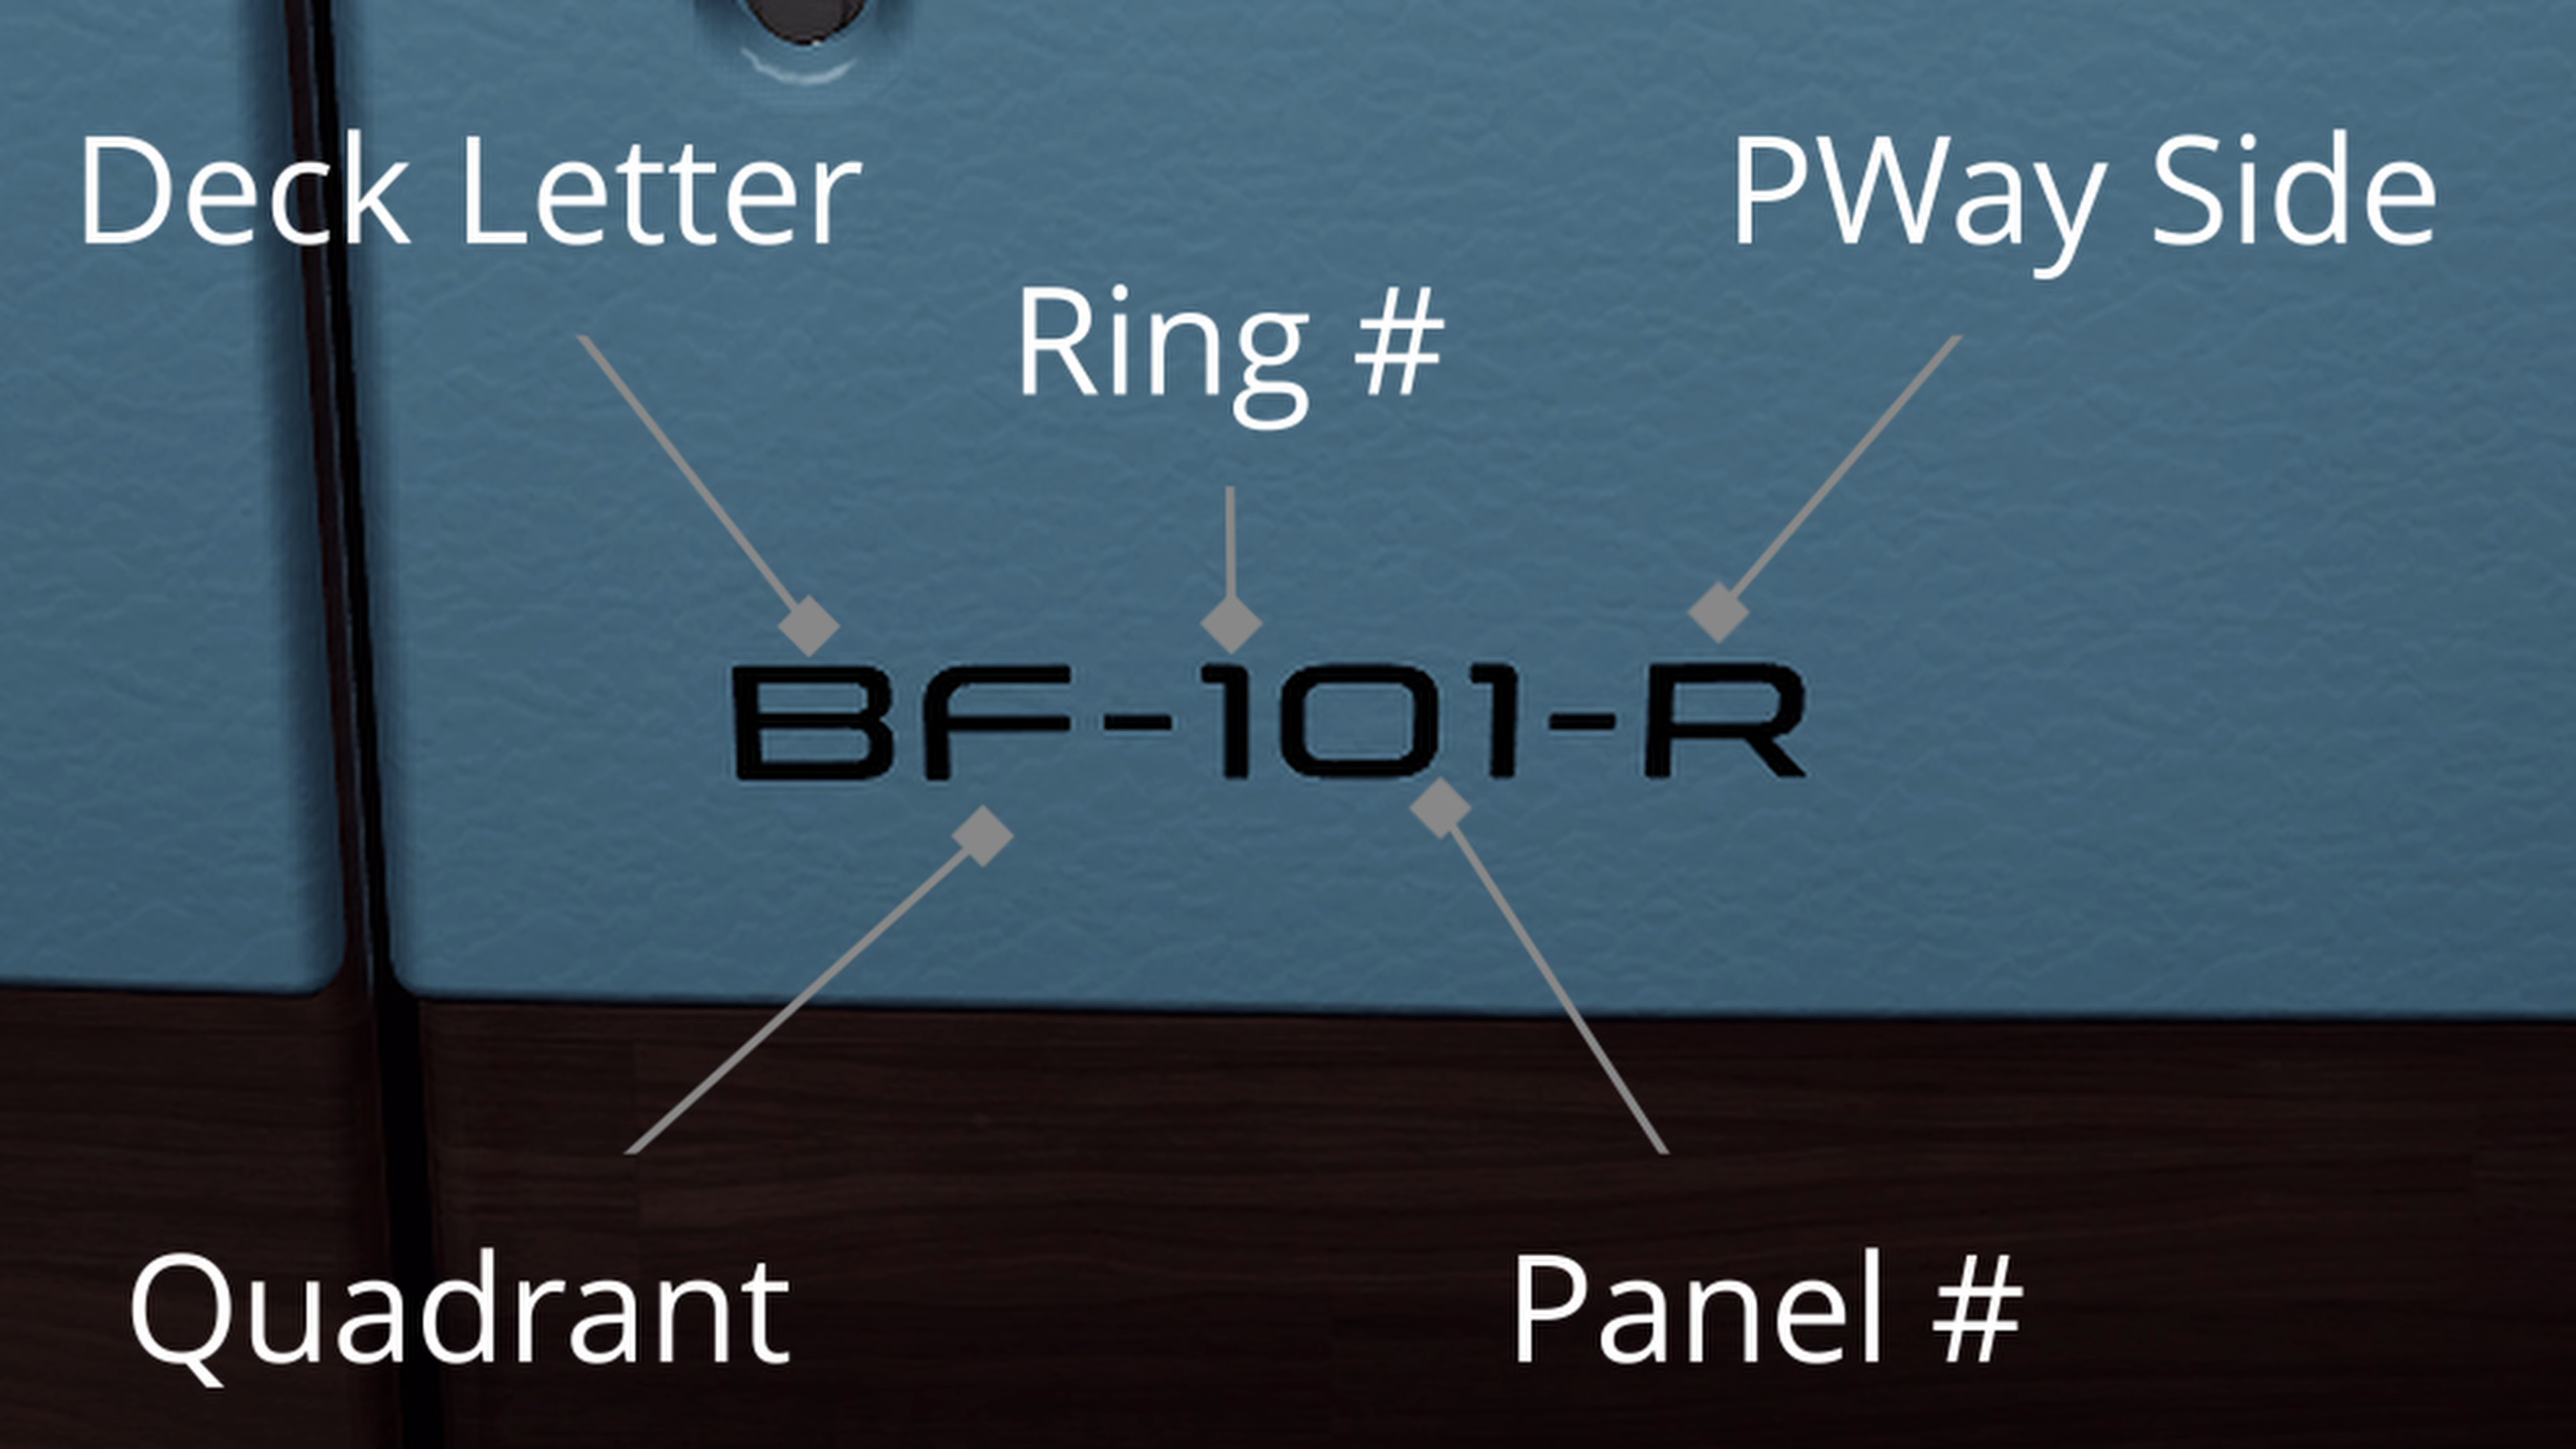 Deck Letter
PWay Side
Ring #
BF-101-R
Quadrant
Panel #